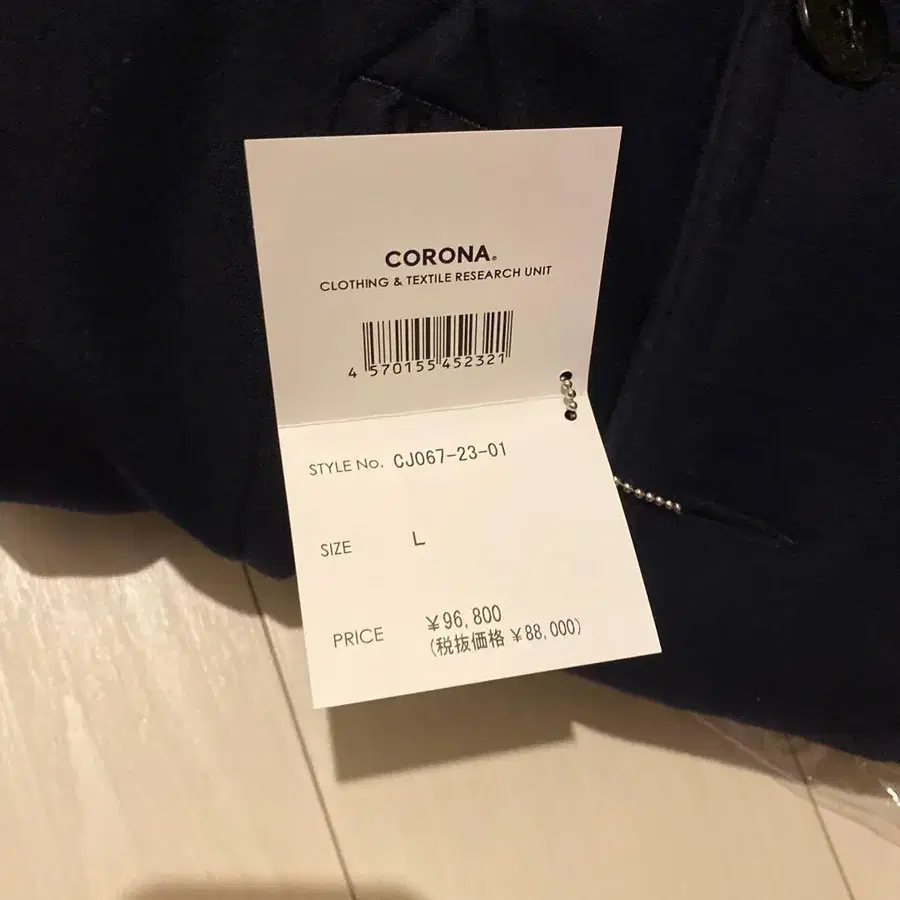 CORONA®
CLOTHING & TEXTILE RESEARCH UNIT
4 570155 452321
STYLE No. CJ067-23-01
SIZE L
PRICE ¥96,800
(税抜価格 ¥88,000)